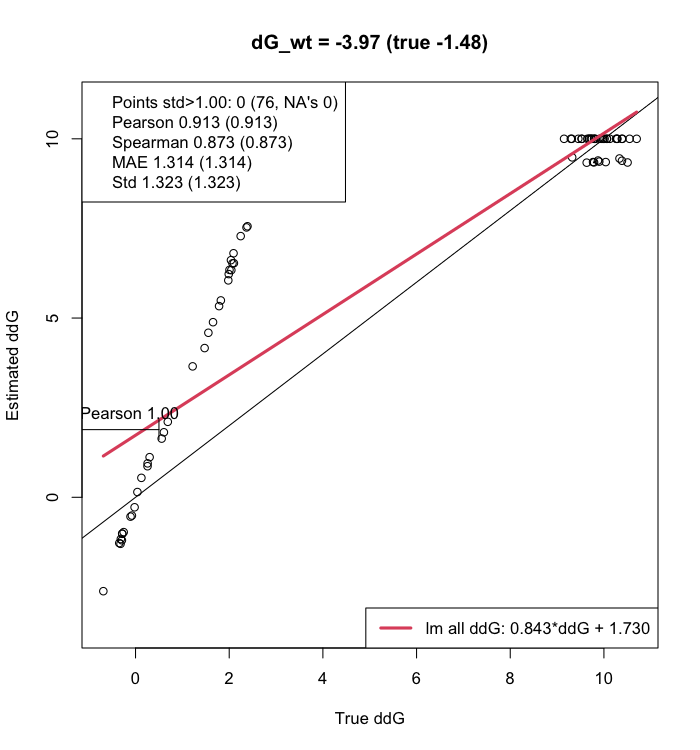 dG_wt = -3.97 (true -1.48)
Points std>1.00: 0 (76, NA's 0)
Pearson 0.913 (0.913)
Spearman 0.873 (0.873)
MAE 1.314 (1.314)
Std 1.323 (1.323)
10
5
0
Estimated ddG
Pearson 1.00
lm all ddG: 0.843*ddG + 1.730
0 2 4 6 8 10
True ddG